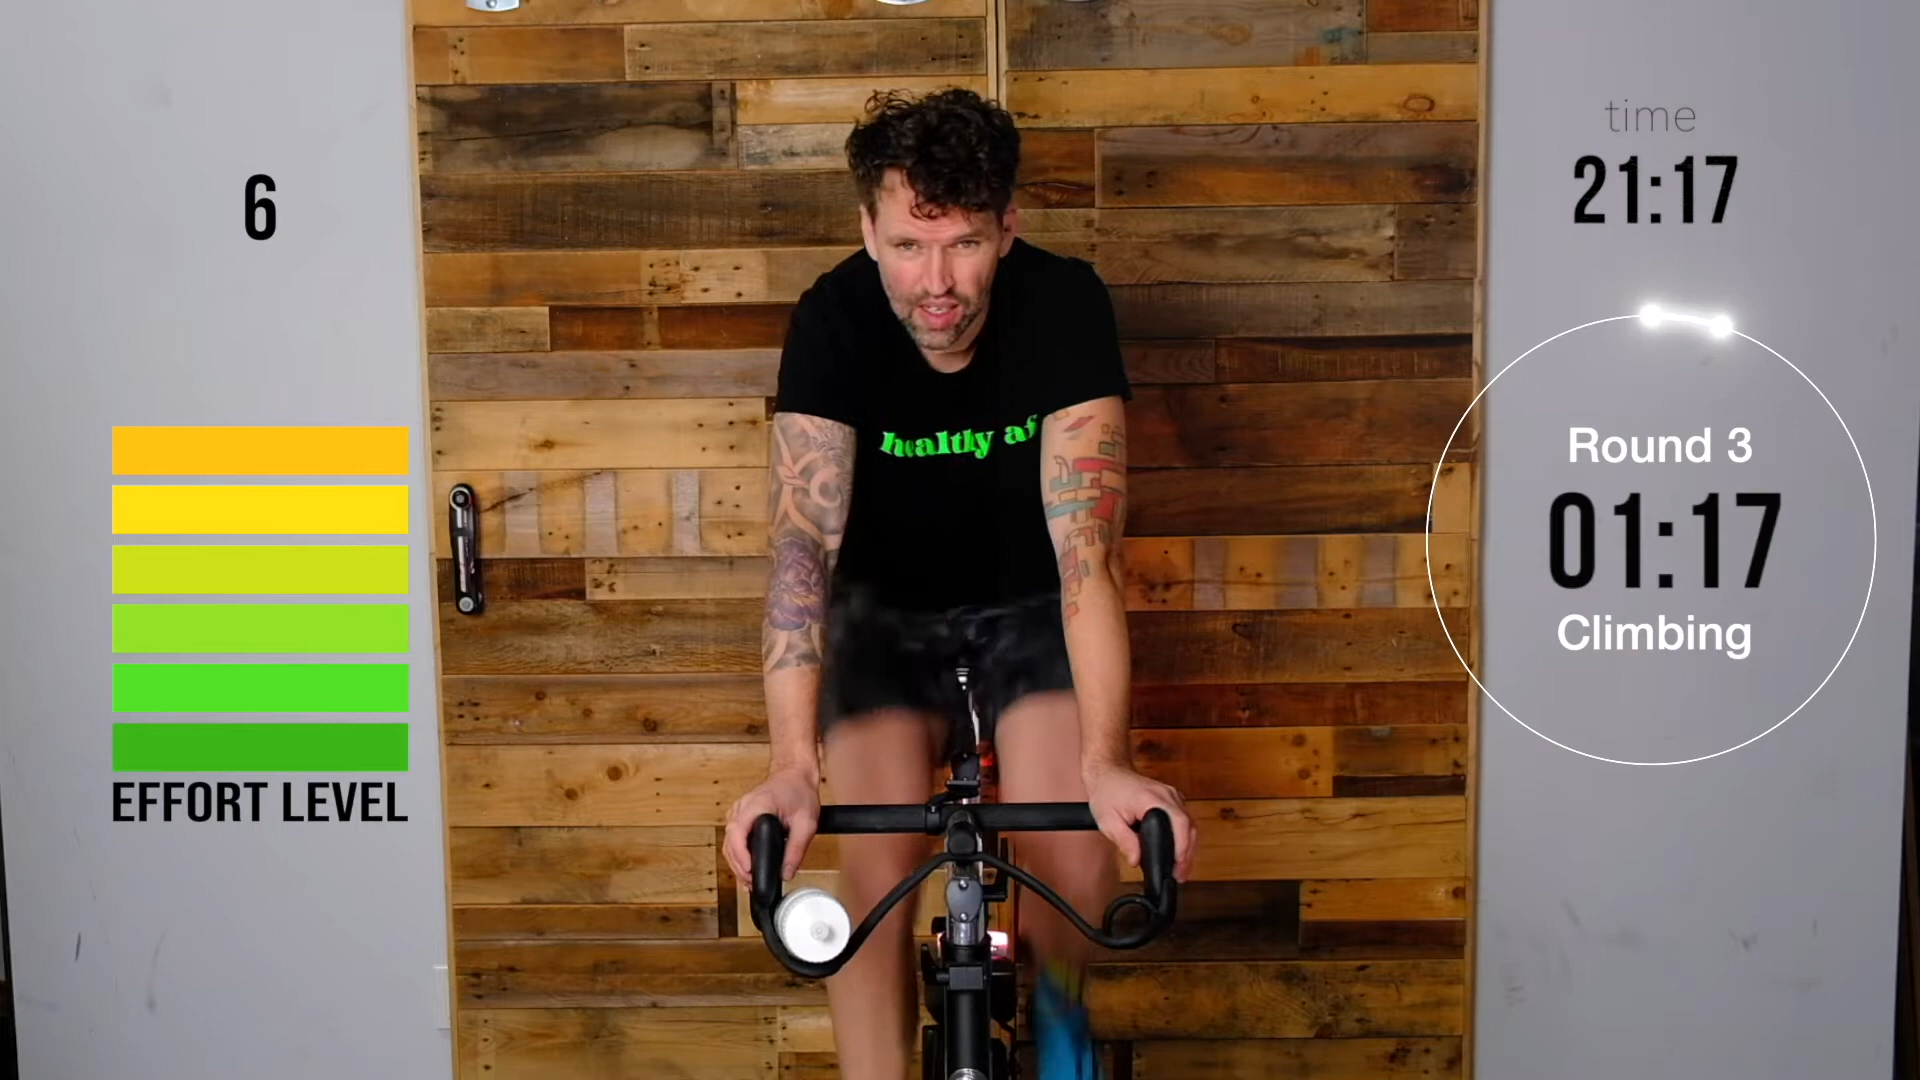 6
EFFORT LEVEL
healthy af
time
21:17
Round 3
01:17
Climbing